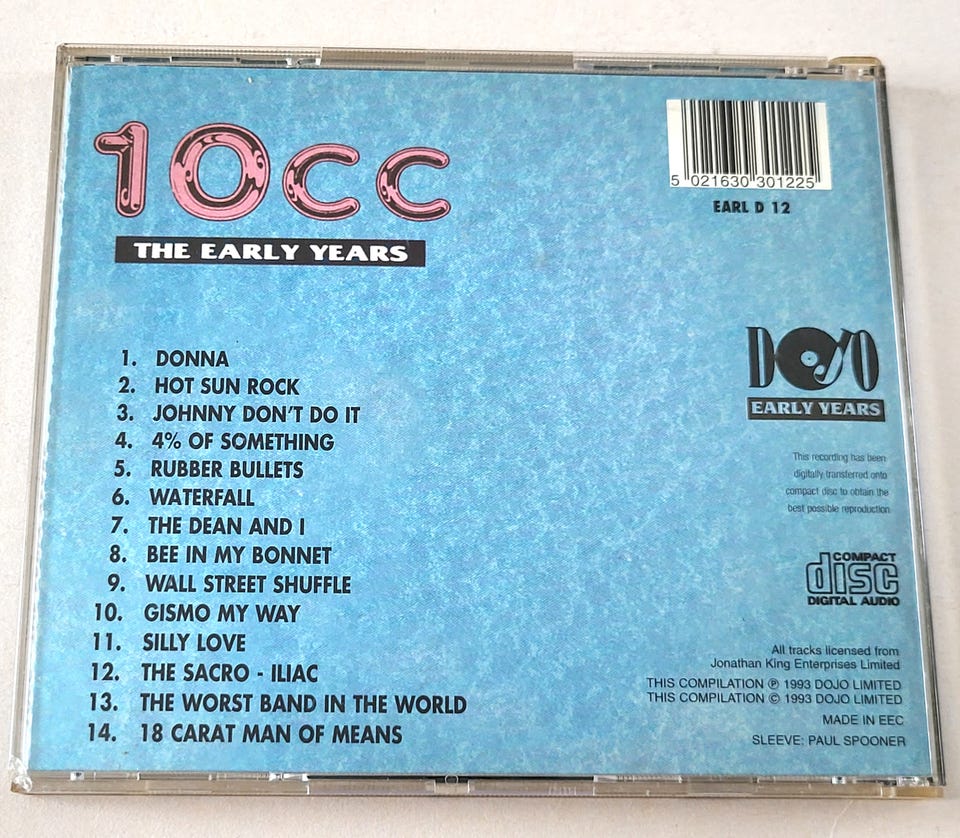 10cc
THE EARLY YEARS
5 021630 301225
EARL D 12
1. DONNA
2. HOT SUN ROCK
3. JOHNNY DON'T DO IT
4. 4% OF SOMETHING
5. RUBBER BULLETS
6. WATERFALL
7. THE DEAN AND I
8. BEE IN MY BONNET
9. WALL STREET SHUFFLE
10. GISMO MY WAY
11. SILLY LOVE
12. THE SACRO - ILIAC
13. THE WORST BAND IN THE WORLD
14. 18 CARAT MAN OF MEANS
DOJO
EARLY YEARS
This recording has been
digitally transferred onto
compact disc to obtain the
best possible reproduction
COMPACT
disc
DIGITAL AUDIO
All tracks licensed from
Jonathan King Enterprises Limited
THIS COMPILATION ℗ 1993 DOJO LIMITED
THIS COMPILATION © 1993 DOJO LIMITED
MADE IN EEC
SLEEVE: PAUL SPOONER